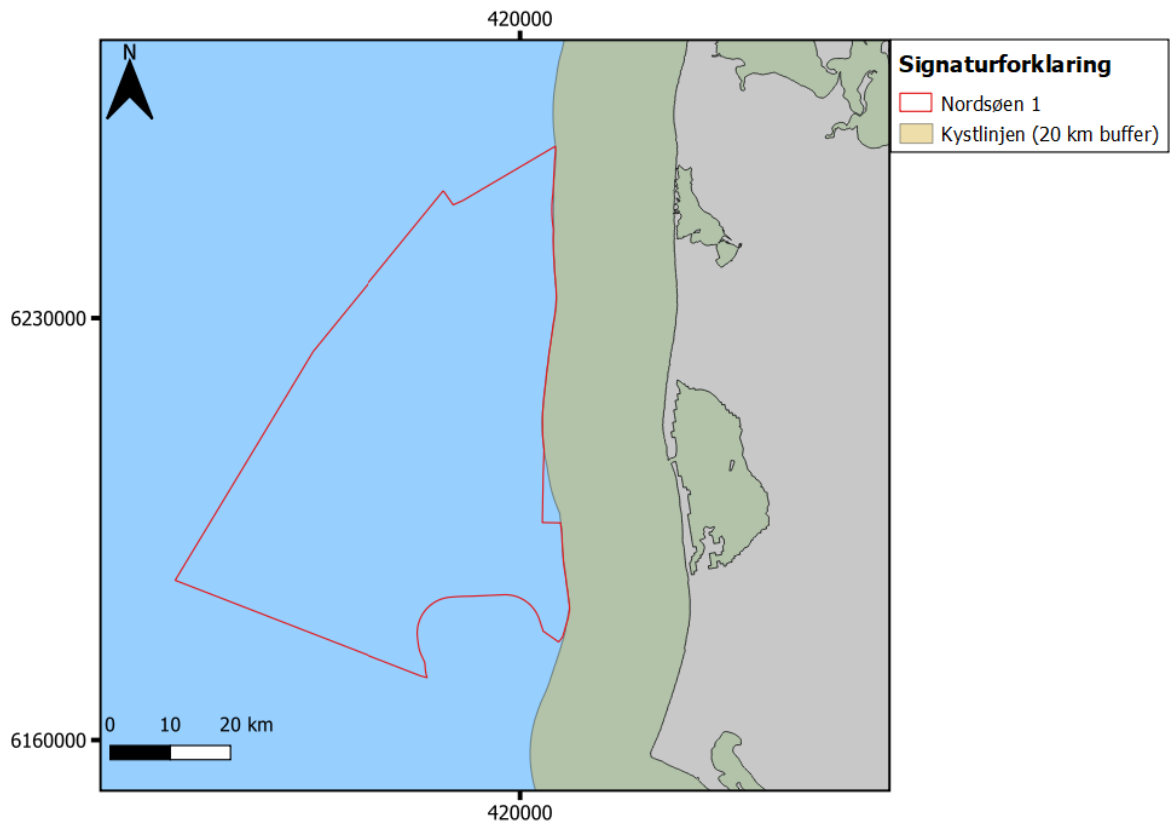 420000
N
Signaturforklaring
Nordsøen 1
Kystlinjen (20 km buffer)
6230000
0 10 20 km
6160000
420000